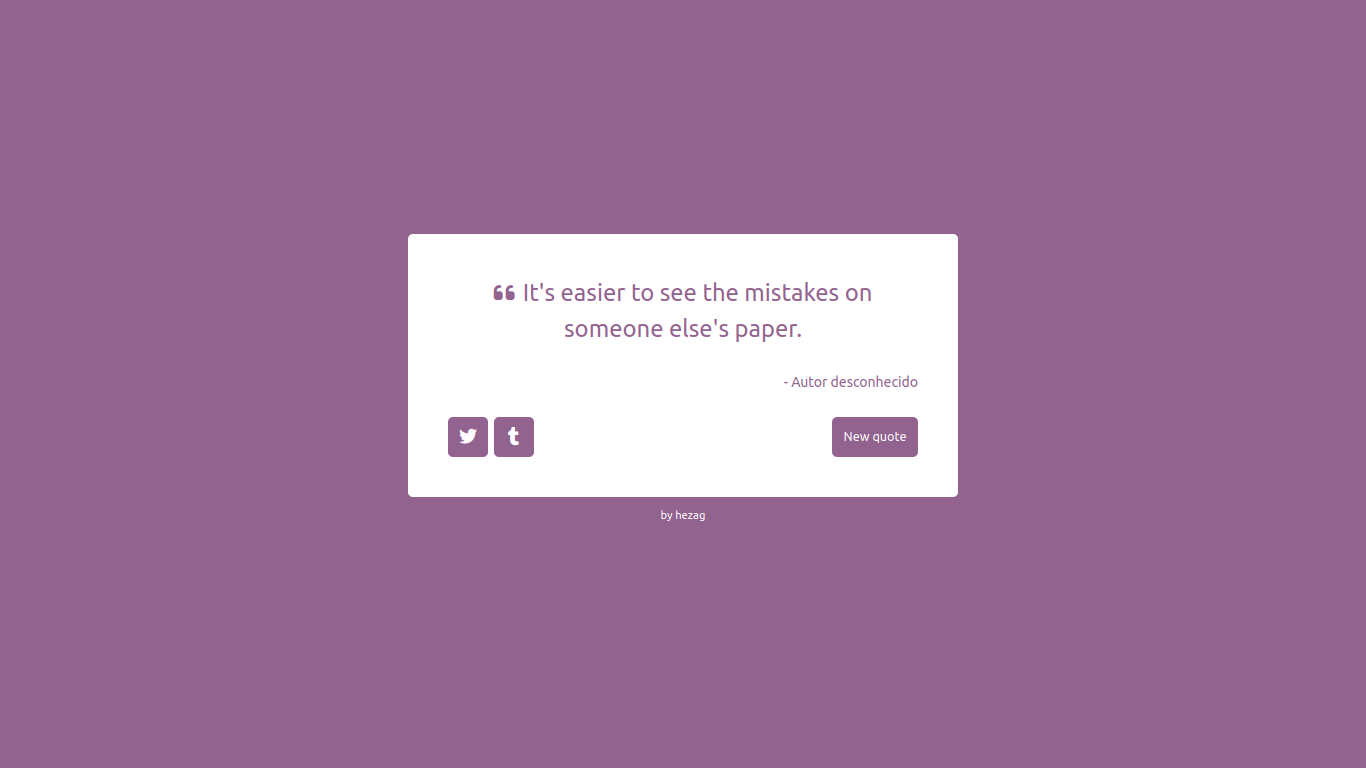 “ It's easier to see the mistakes on
someone else's paper.
- Autor desconhecido
New quote
by hezag